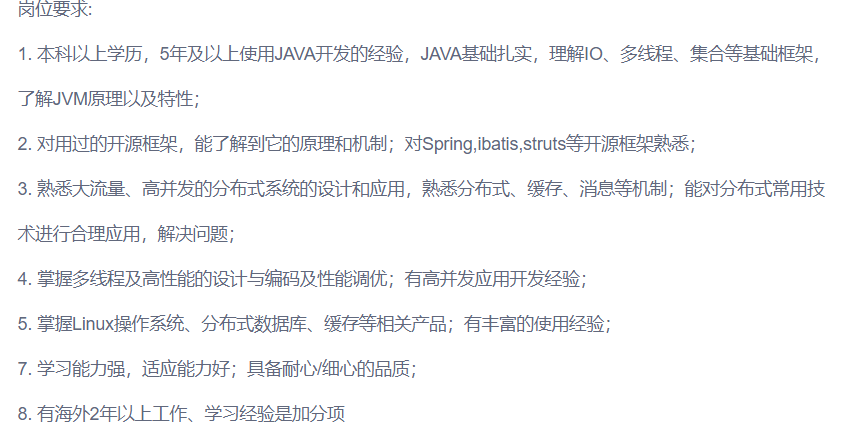 岗位要求:
1. 本科以上学历，5年及以上使用JAVA开发的经验，JAVA基础扎实，理解IO、多线程、集合等基础框架，
了解JVM原理以及特性；
2. 对用过的开源框架，能了解到它的原理和机制；对Spring,ibatis,struts等开源框架熟悉；
3. 熟悉大流量、高并发的分布式系统的设计和应用，熟悉分布式、缓存、消息等机制；能对分布式常用技
术进行合理应用，解决问题；
4. 掌握多线程及高性能的设计与编码及性能调优；有高并发应用开发经验；
5. 掌握Linux操作系统、分布式数据库、缓存等相关产品；有丰富的使用经验；
7. 学习能力强，适应能力好；具备耐心/细心的品质；
8. 有海外2年以上工作、学习经验是加分项